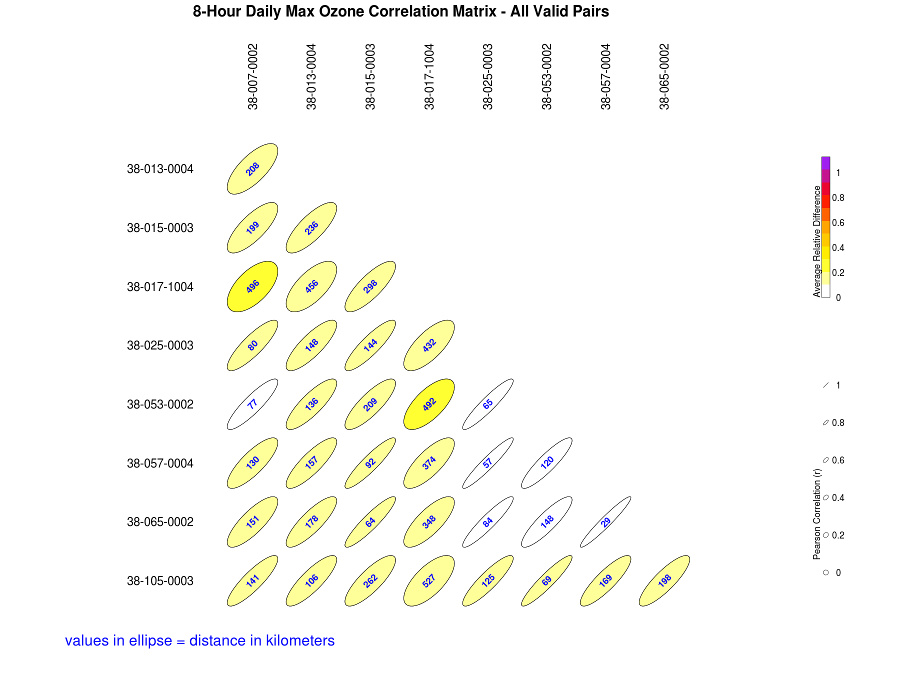 8-Hour Daily Max Ozone Correlation Matrix - All Valid Pairs
38-007-0002 38-013-0004 38-015-0003 38-017-1004 38-025-0003 38-053-0002 38-057-0004 38-065-0002
38-013-0004 208
38-015-0003 199 236
38-017-1004 496 456 298
38-025-0003 80 148 144 432
38-053-0002 77 136 209 492 65
38-057-0004 130 157 92 374 57 120
38-065-0002 151 178 64 348 84 148 29
38-105-0003 141 106 262 527 125 69 169 198
values in ellipse = distance in kilometers
Average Relative Difference
1
0.8
0.6
0.4
0.2
0
Pearson Correlation (r)
1
0.8
0.6
0.4
0.2
0